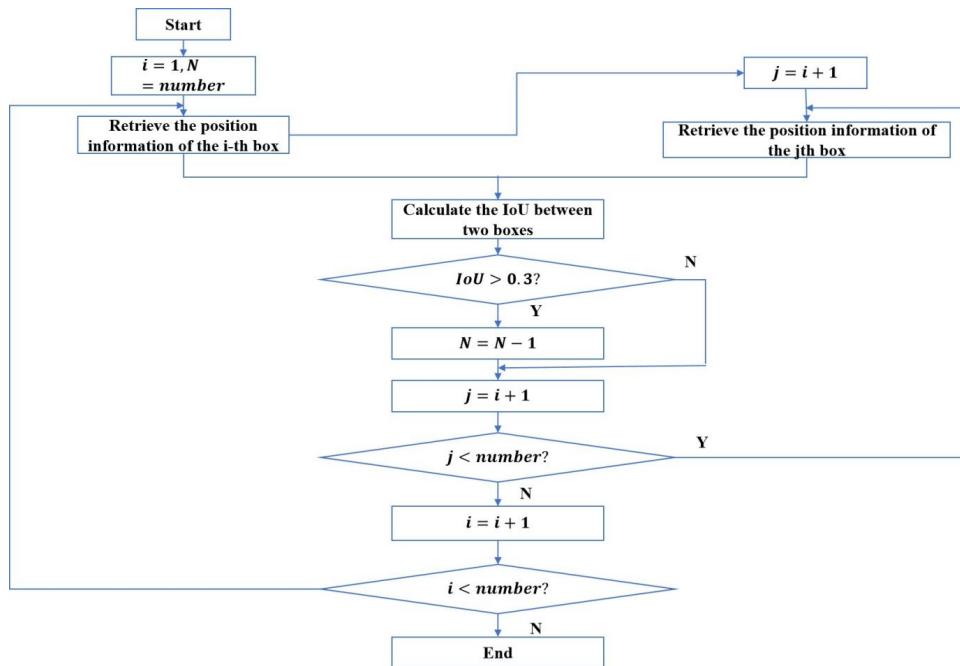 Start
i = 1, N
= number
j = i + 1
Retrieve the position
information of the i-th box
Retrieve the position information of
the jth box
Calculate the IoU between
two boxes
IoU > 0.3?
N
Y
N = N − 1
j = i + 1
j < number?
Y
N
i = i + 1
i < number?
N
End